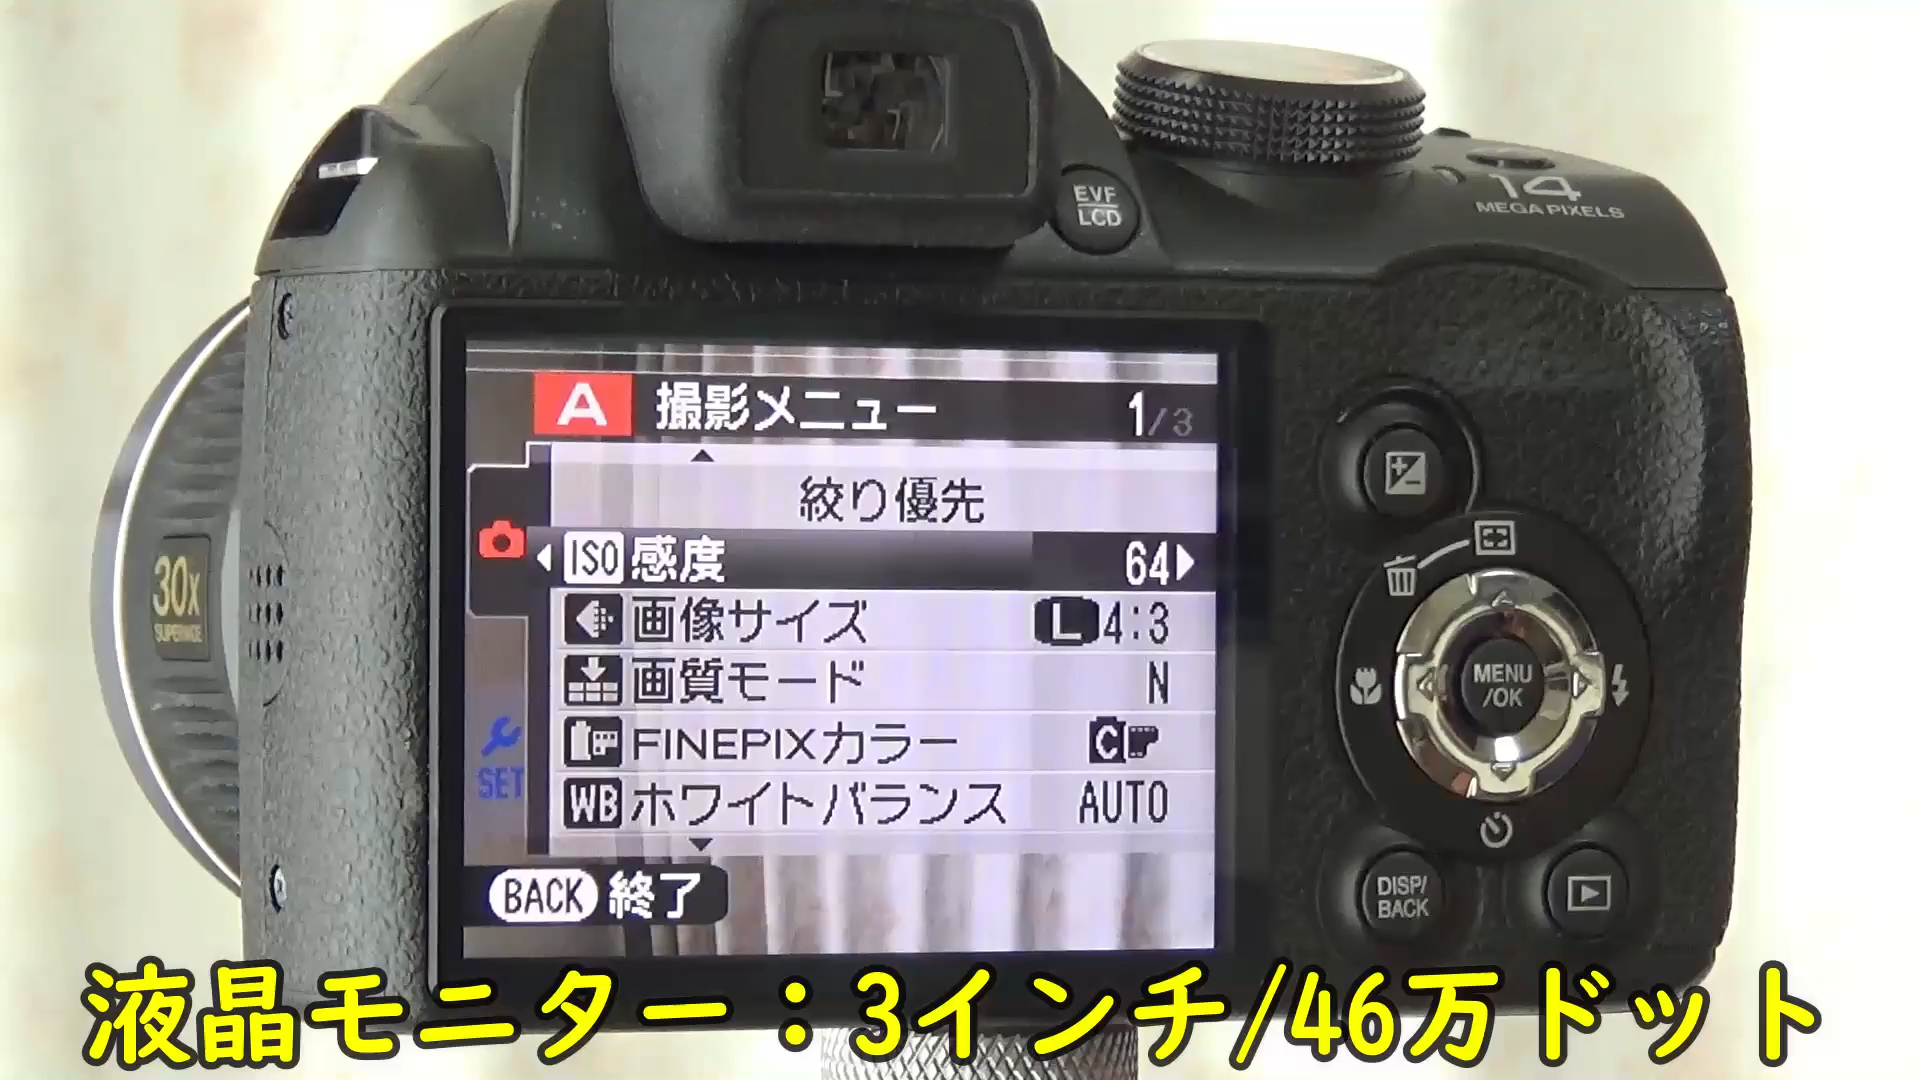 EVF
LCD
14
MEGA PIXELS
30x
SUPERWIDE
A 撮影メニュー 1/3
絞り優先
ISO 感度 64
画像サイズ L 4:3
画質モード N
FINEPIXカラー C
WB ホワイトバランス AUTO
SET
BACK 終了
MENU
/OK
DISP/
BACK
液晶モニター：3インチ/46万ドット